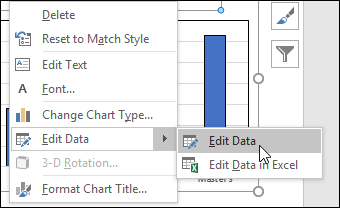 Delete
Reset to Match Style
Edit Text
Font...
Change Chart Type...
Edit Data
Edit Data
3-D Rotation...
Edit Data in Excel
Format Chart Title...
Master's